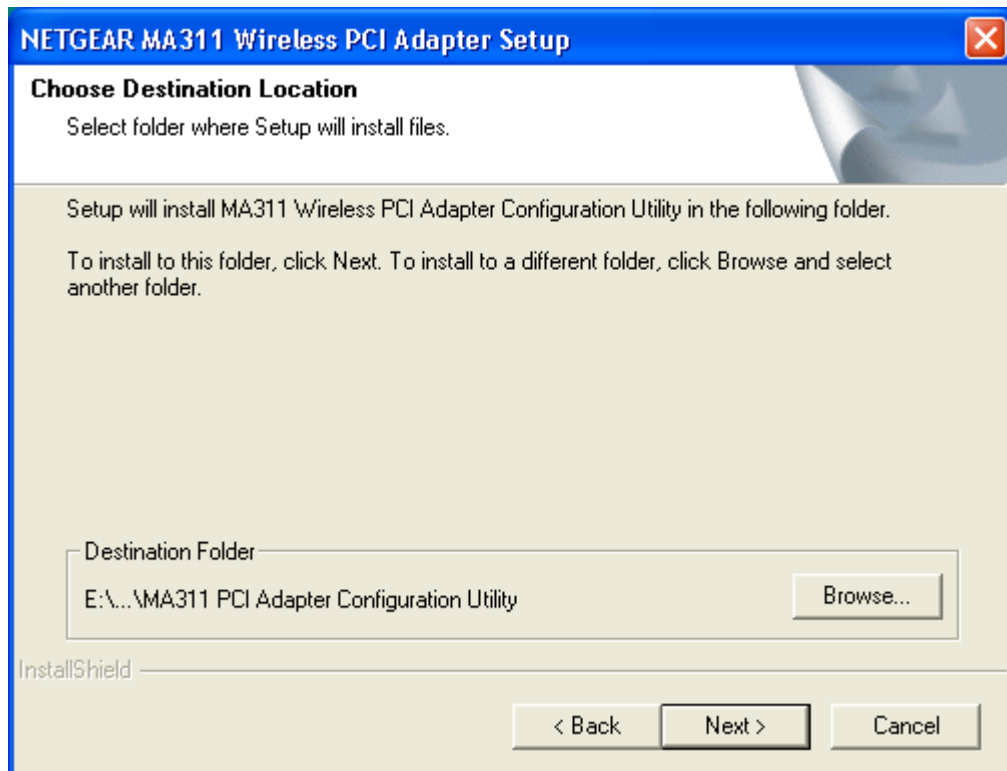 NETGEAR MA311 Wireless PCI Adapter Setup
Choose Destination Location
Select folder where Setup will install files.
Setup will install MA311 Wireless PCI Adapter Configuration Utility in the following folder.
To install to this folder, click Next. To install to a different folder, click Browse and select
another folder.
Destination Folder
E:\...\MA311 PCI Adapter Configuration Utility
Browse...
InstallShield
< Back
Next >
Cancel